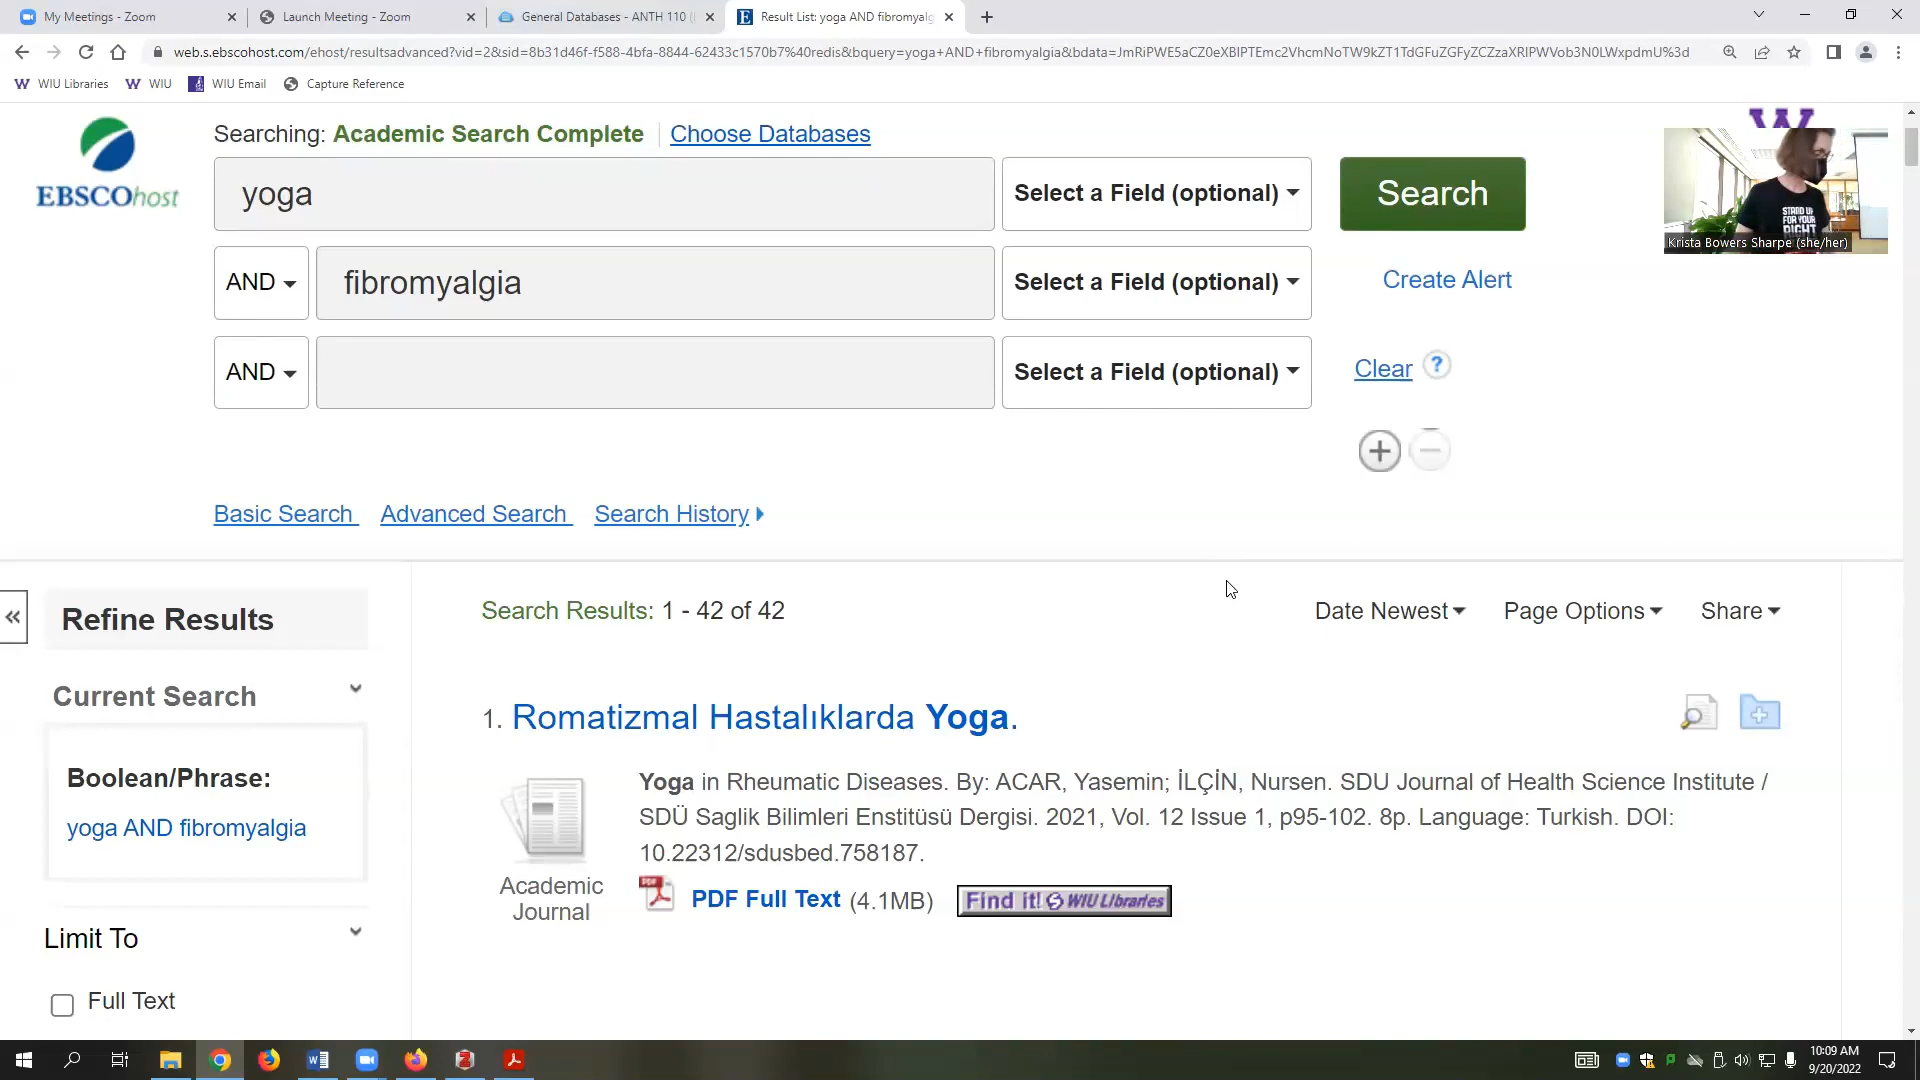 My Meetings - Zoom
Launch Meeting - Zoom
General Databases - ANTH 110 (
Result List: yoga AND fibromyalg
web.s.ebscohost.com/ehost/resultsadvanced?vid=2&sid=8b31d46f-f588-4bfa-8844-62433c1570b7%40redis&bquery=yoga+AND+fibromyalgia&bdata=JmRiPWE5aCZ0eXBlPTEmc2VhcmNoTW9kZT1TdGFuZGFyZCZzaXRlPWVob3N0LWxpdmU%3d
WIU Libraries
WIU
WIU Email
Capture Reference
EBSCOhost
Searching: Academic Search Complete
Choose Databases
yoga
Select a Field (optional)
Search
AND
fibromyalgia
Select a Field (optional)
Create Alert
AND
Select a Field (optional)
Clear
?
Basic Search
Advanced Search
Search History
W
STAND UP
FOR YOUR
RIGHT
Krista Bowers Sharpe (she/her)
Refine Results
Current Search
Boolean/Phrase:
yoga AND fibromyalgia
Limit To
Full Text
Search Results: 1 - 42 of 42
Date Newest
Page Options
Share
1. Romatizmal Hastalıklarda Yoga.
Yoga in Rheumatic Diseases. By: ACAR, Yasemin; İLÇİN, Nursen. SDU Journal of Health Science Institute /
SDÜ Saglik Bilimleri Enstitüsü Dergisi. 2021, Vol. 12 Issue 1, p95-102. 8p. Language: Turkish. DOI:
10.22312/sdusbed.758187.
Academic
Journal
PDF
PDF Full Text (4.1MB)
Find it! WIU Libraries
10:09 AM
9/20/2022